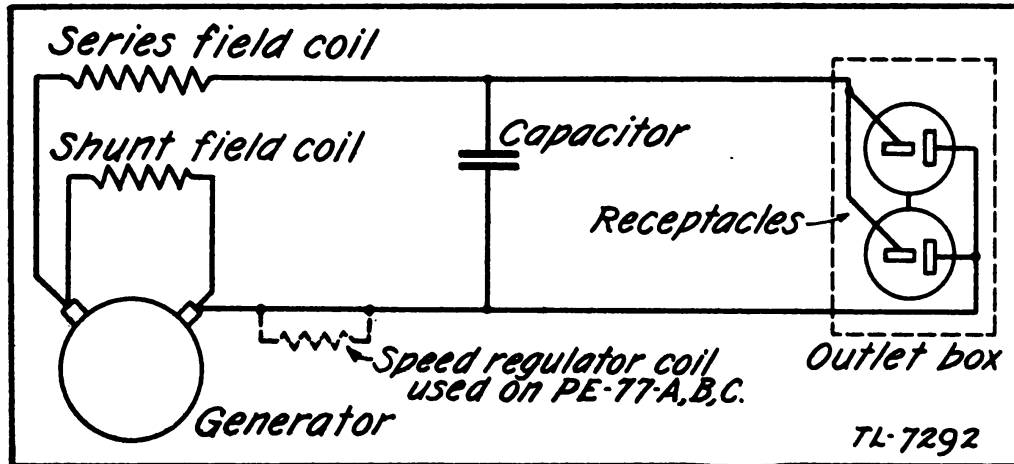 Series field coil
Shunt field coil
Capacitor
Receptacles
Speed regulator coil
used on PE-77-A,B,C.
Outlet box
Generator
TL-7292